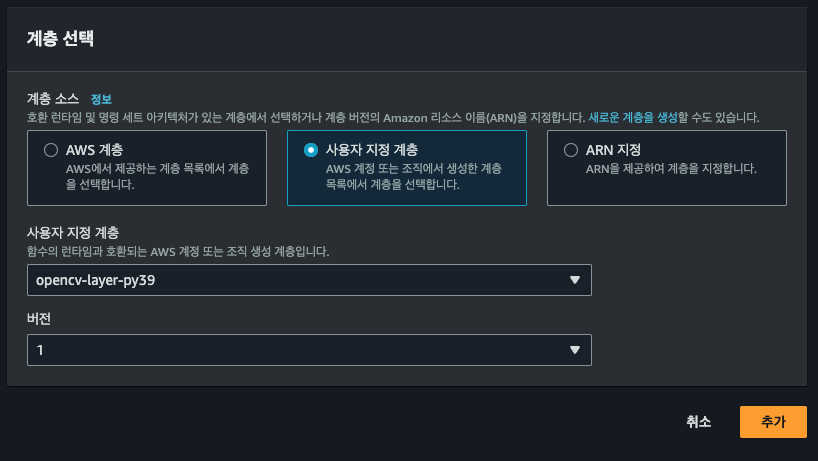 계층 선택
계층 소스 정보
호환 런타임 및 명령 세트 아키텍처가 있는 계층에서 선택하거나 계층 버전의 Amazon 리소스 이름(ARN)을 지정합니다. 새로운 계층을 생성할 수도 있습니다.
AWS 계층
AWS에서 제공하는 계층 목록에서 계층
을 선택합니다.
사용자 지정 계층
AWS 계정 또는 조직에서 생성한 계층
목록에서 계층을 선택합니다.
ARN 지정
ARN을 제공하여 계층을 지정합니다.
사용자 지정 계층
함수의 런타임과 호환되는 AWS 계정 또는 조직 생성 계층입니다.
opencv-layer-py39
버전
1
취소
추가